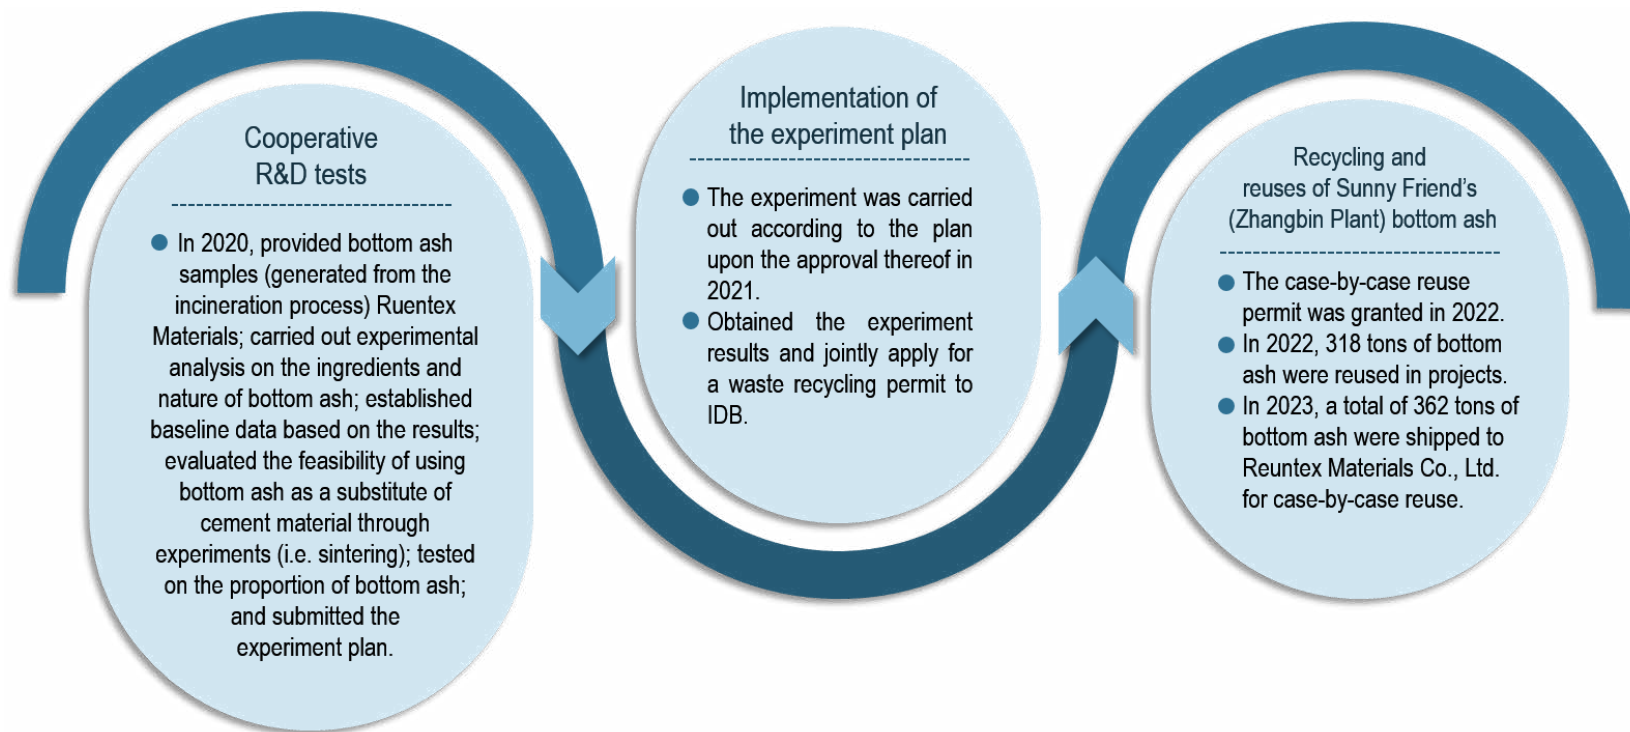 Cooperative
R&D tests
● In 2020, provided bottom ash
samples (generated from the
incineration process) Ruentex
Materials; carried out experimental
analysis on the ingredients and
nature of bottom ash; established
baseline data based on the results;
evaluated the feasibility of using
bottom ash as a substitute of
cement material through
experiments (i.e. sintering); tested
on the proportion of bottom ash;
and submitted the
experiment plan.
Implementation of
the experiment plan
● The experiment was carried
out according to the plan
upon the approval thereof in
2021.
● Obtained the experiment
results and jointly apply for
a waste recycling permit to
IDB.
Recycling and
reuses of Sunny Friend's
(Zhangbin Plant) bottom ash
● The case-by-case reuse
permit was granted in 2022.
● In 2022, 318 tons of bottom
ash were reused in projects.
● In 2023, a total of 362 tons of
bottom ash were shipped to
Reuntex Materials Co., Ltd.
for case-by-case reuse.